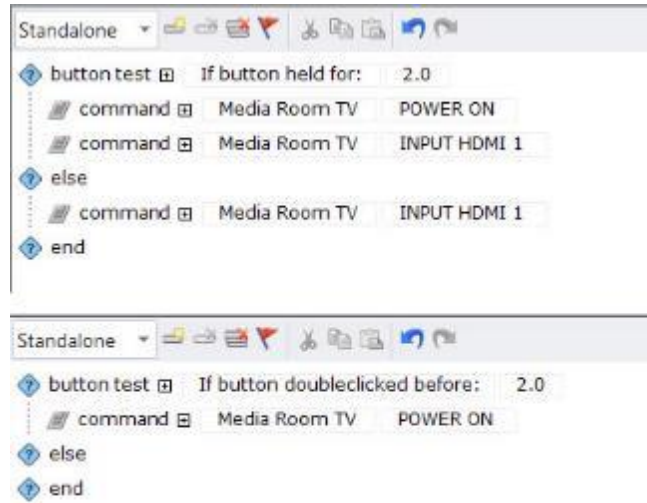 Standalone
button test If button held for: 2.0
command Media Room TV POWER ON
command Media Room TV INPUT HDMI 1
else
command Media Room TV INPUT HDMI 1
end
Standalone
button test If button doubleclicked before: 2.0
command Media Room TV POWER ON
else
end